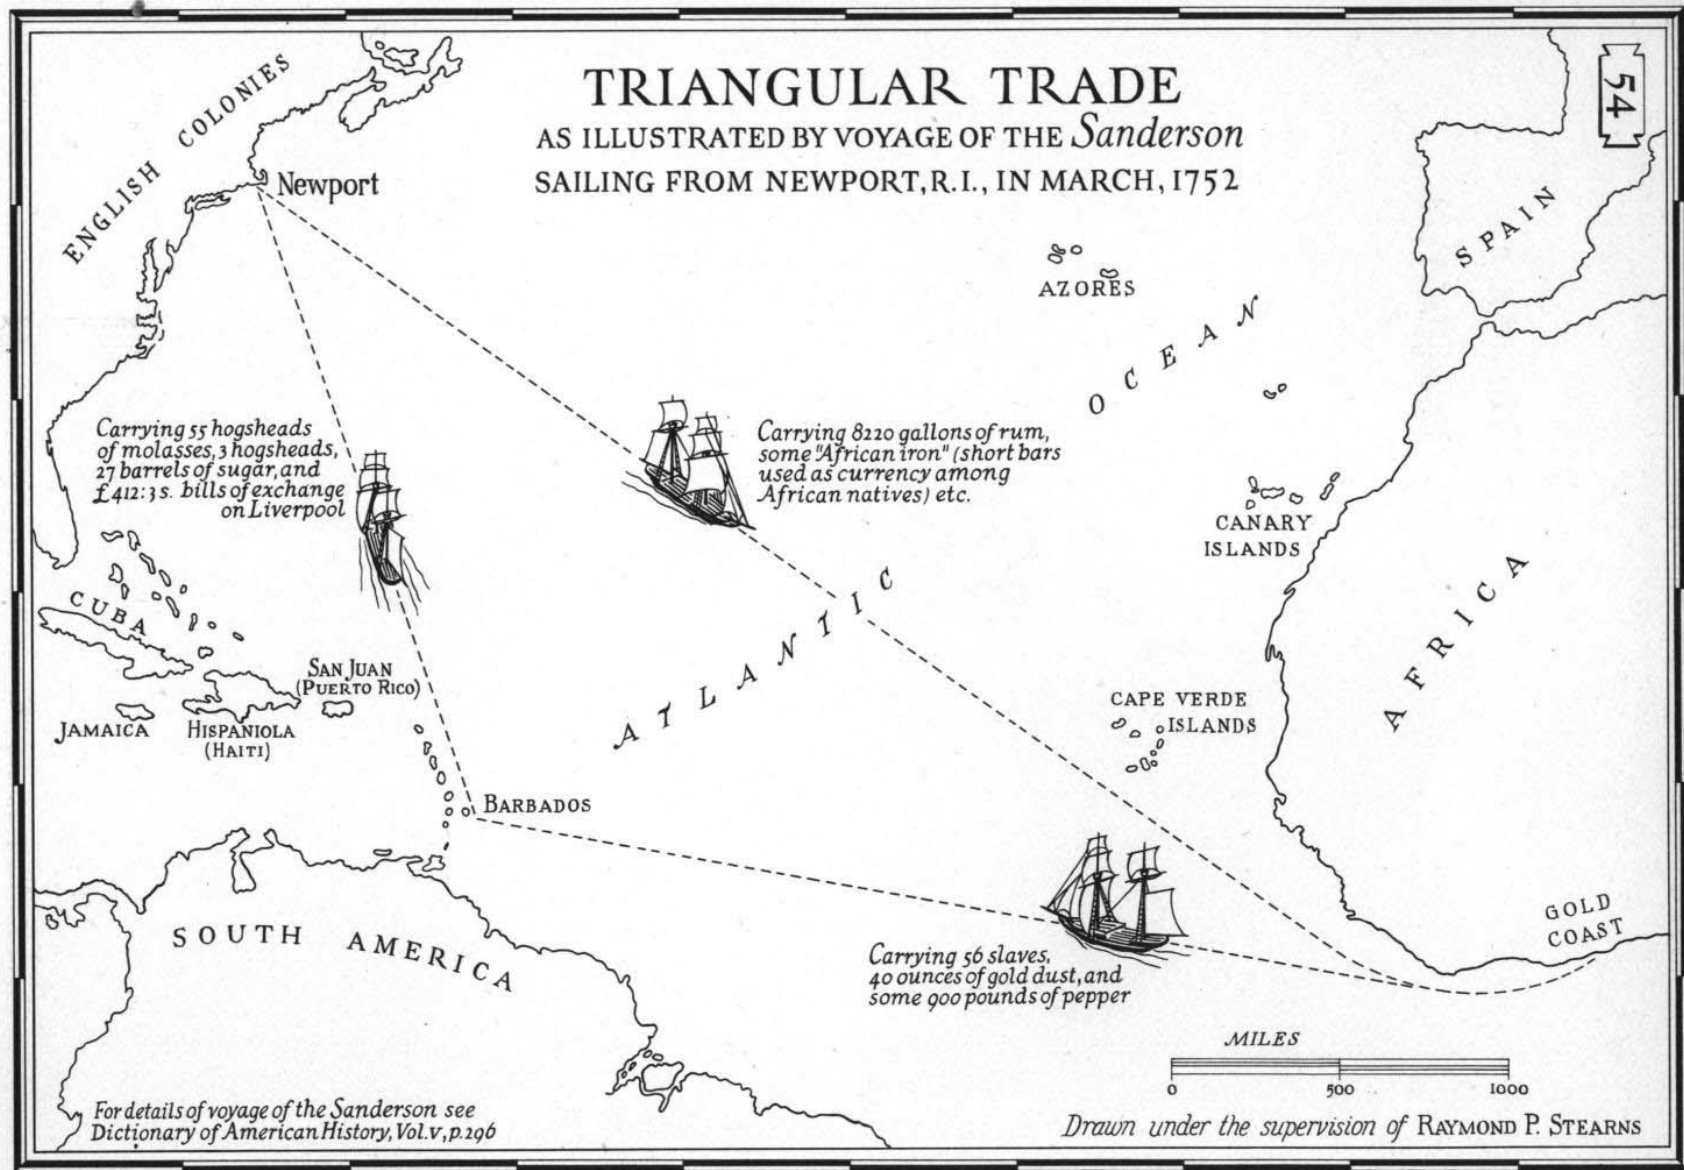 TRIANGULAR TRADE
AS ILLUSTRATED BY VOYAGE OF THE Sanderson
SAILING FROM NEWPORT, R.I., IN MARCH, 1752
54
ENGLISH COLONIES
Newport
SPAIN
AZORES
ATLANTIC OCEAN
Carrying 55 hogsheads
of molasses, 3 hogsheads,
27 barrels of sugar, and
£412:3 s. bills of exchange
on Liverpool
Carrying 8220 gallons of rum,
some "African iron" (short bars
used as currency among
African natives) etc.
CANARY
ISLANDS
AFRICA
CUBA
SAN JUAN
(PUERTO RICO)
JAMAICA
HISPANIOLA
(HAITI)
CAPE VERDE
ISLANDS
BARBADOS
SOUTH AMERICA
GOLD
COAST
Carrying 56 slaves,
40 ounces of gold dust, and
some 900 pounds of pepper
MILES
0 500 1000
For details of voyage of the Sanderson see
Dictionary of American History, Vol. V, p. 296
Drawn under the supervision of RAYMOND P. STEARNS